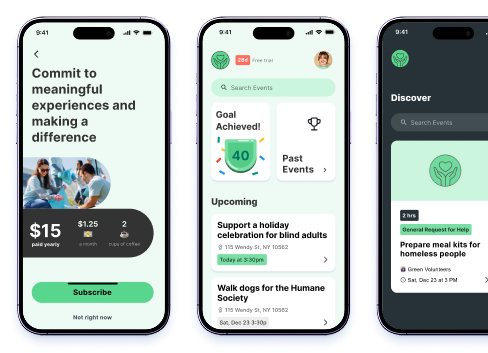 9:41
Commit to
meaningful
experiences and
making a
difference
$15
paid yearly
$1.25
a month
2
cups of coffee
Subscribe
Not right now
9:41
28d Free trial
Search Events
Goal
Achieved!
40
Past
Events
Upcoming
Support a holiday
celebration for blind adults
115 Wendy St, NY 10562
Today at 3:30pm
Walk dogs for the Humane
Society
115 Wendy St, NY 10562
Sat, Dec 23 3:30p
9:41
Discover
Search Events
2 hrs
General Request for Help
Prepare meal kits for
homeless people
Green Volunteers
Sat, Dec 23 at 3 PM